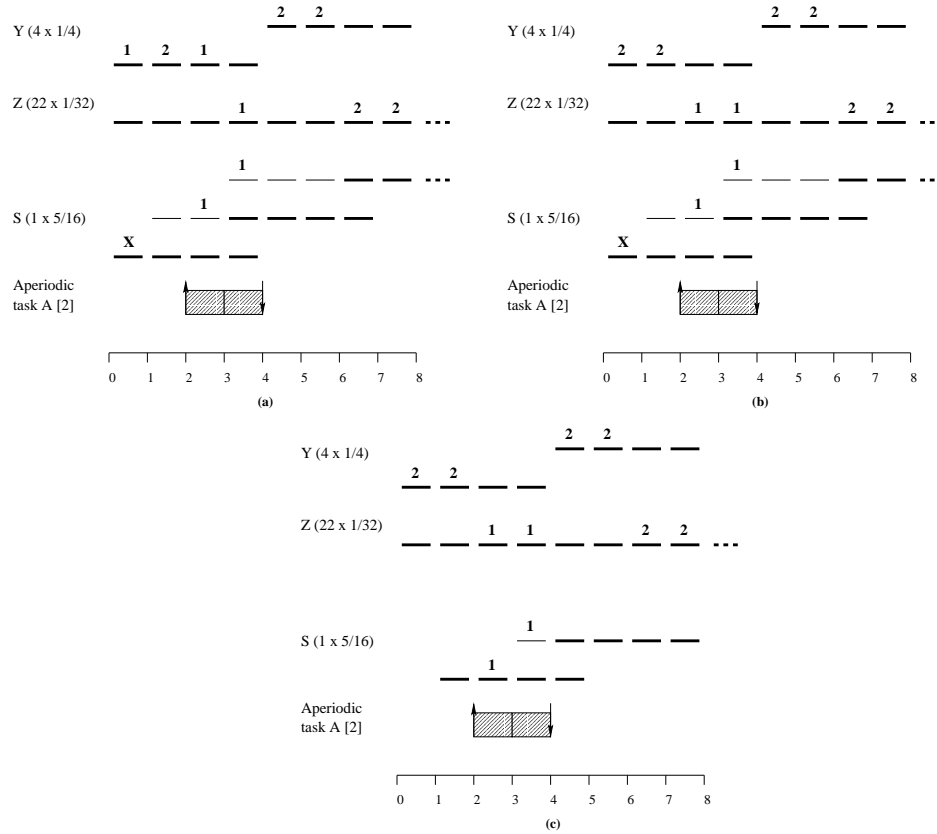 2 2
Y (4 x 1/4)
1 2 1
Z (22 x 1/32)
1 2 2
1
1
S (1 x 5/16)
X
Aperiodic
task A [2]
0 1 2 3 4 5 6 7 8
(a)
2 2
Y (4 x 1/4)
2 2
Z (22 x 1/32)
1 1 2 2
1
1
S (1 x 5/16)
X
Aperiodic
task A [2]
0 1 2 3 4 5 6 7 8
(b)
2 2
Y (4 x 1/4)
2 2
Z (22 x 1/32)
1 1 2 2
1
S (1 x 5/16)
1
Aperiodic
task A [2]
0 1 2 3 4 5 6 7 8
(c)